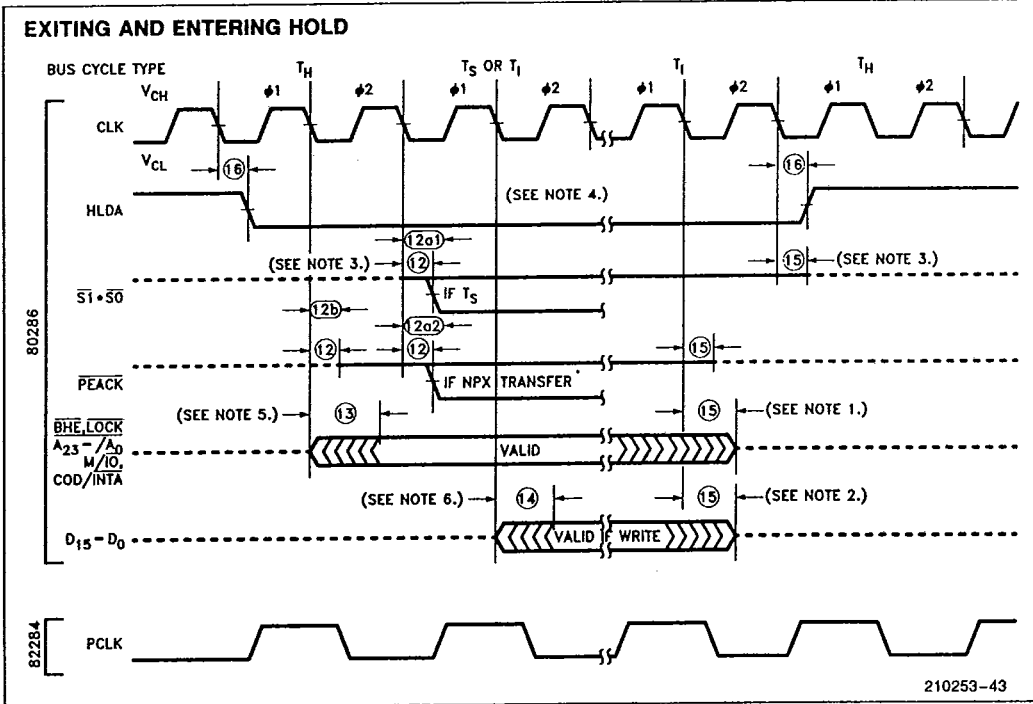 EXITING AND ENTERING HOLD
BUS CYCLE TYPE T_H T_S OR T_I T_I T_H
V_CH ϕ1 ϕ2 ϕ1 ϕ2 ϕ1 ϕ2 ϕ1 ϕ2
CLK
V_CL
16 16
HLDA (SEE NOTE 4.)
12a1
(SEE NOTE 3.) 12 15 (SEE NOTE 3.)
S1•S0 IF T_S
12b 12a2
12 12 15
PEACK IF NPX TRANSFER
(SEE NOTE 5.) 13 15 (SEE NOTE 1.)
BHE, LOCK
A23-/A0 VALID
M/IO,
COD/INTA
(SEE NOTE 6.) 14 15 (SEE NOTE 2.)
D15-D0 VALID IF WRITE
80286
82284
PCLK
210253-43